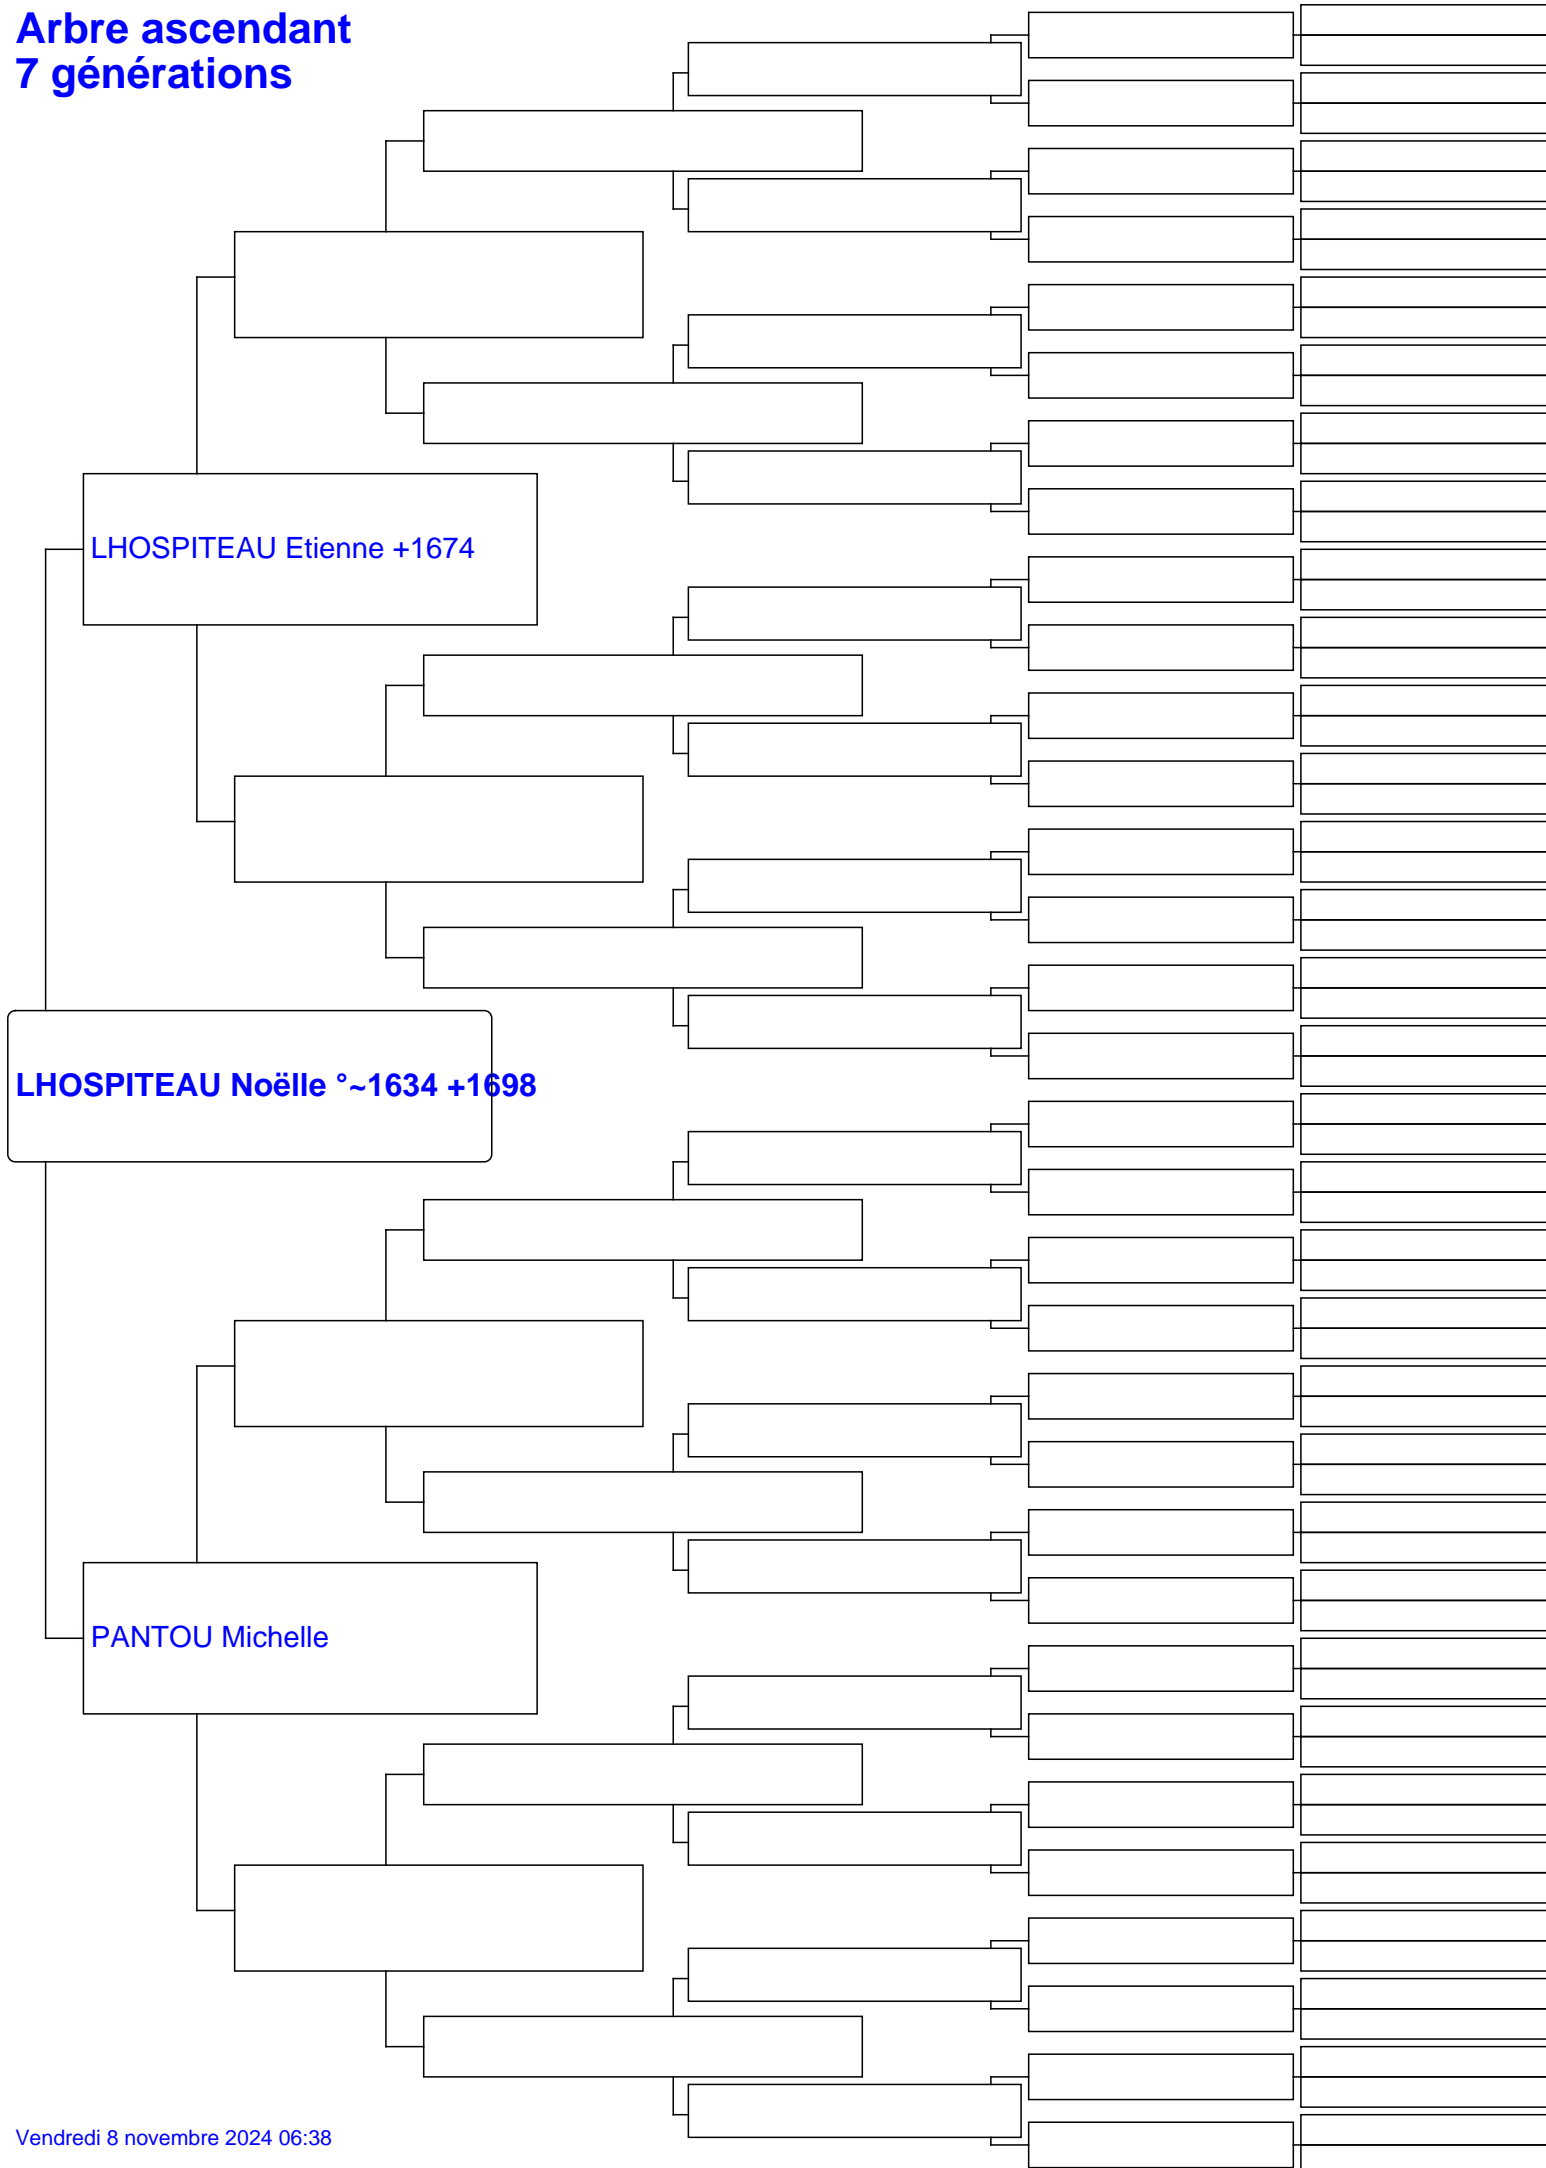 Arbre ascendant
7 générations
LHOSPITEAU Etienne +1674
LHOSPITEAU Noëlle °~1634 +1698
PANTOU Michelle
Vendredi 8 novembre 2024 06:38